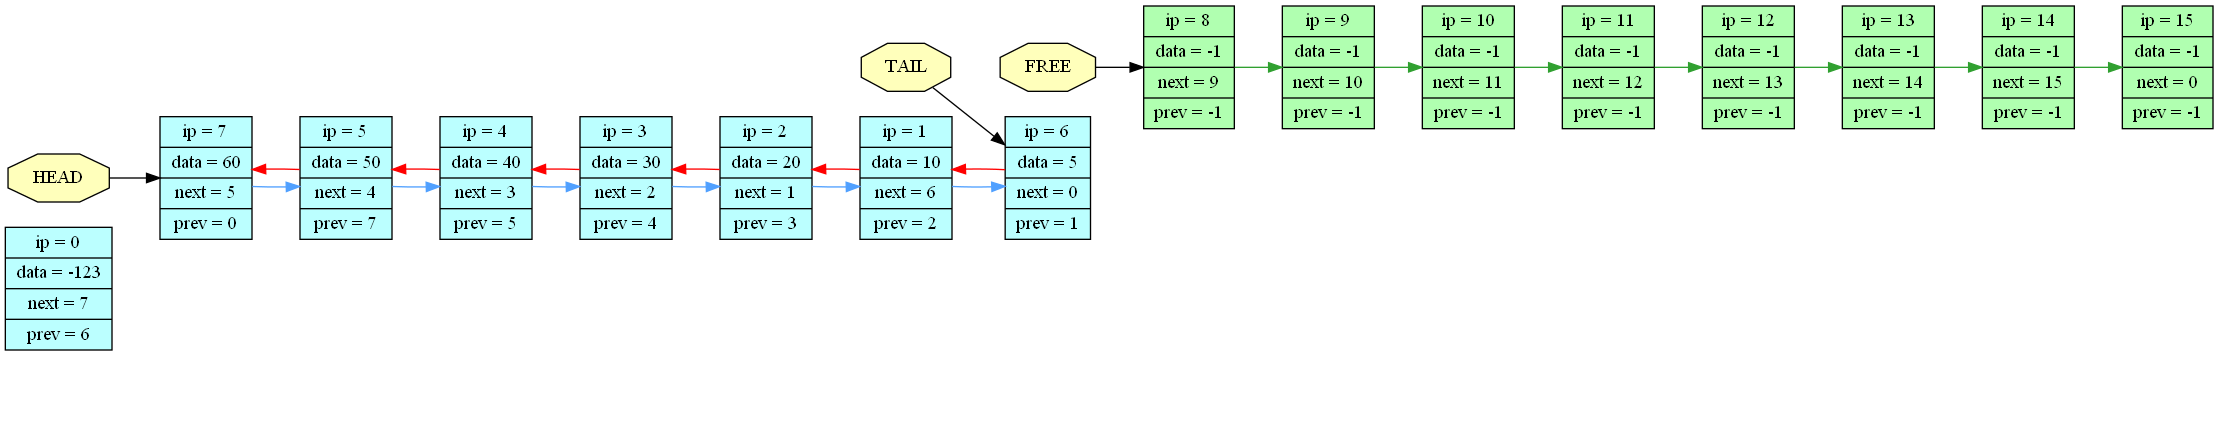 HEAD
TAIL
FREE
ip = 8
data = -1
next = 9
prev = -1
ip = 9
data = -1
next = 10
prev = -1
ip = 10
data = -1
next = 11
prev = -1
ip = 11
data = -1
next = 12
prev = -1
ip = 12
data = -1
next = 13
prev = -1
ip = 13
data = -1
next = 14
prev = -1
ip = 14
data = -1
next = 15
prev = -1
ip = 15
data = -1
next = 0
prev = -1
ip = 7
data = 60
next = 5
prev = 0
ip = 5
data = 50
next = 4
prev = 7
ip = 4
data = 40
next = 3
prev = 5
ip = 3
data = 30
next = 2
prev = 4
ip = 2
data = 20
next = 1
prev = 3
ip = 1
data = 10
next = 6
prev = 2
ip = 6
data = 5
next = 0
prev = 1
ip = 0
data = -123
next = 7
prev = 6